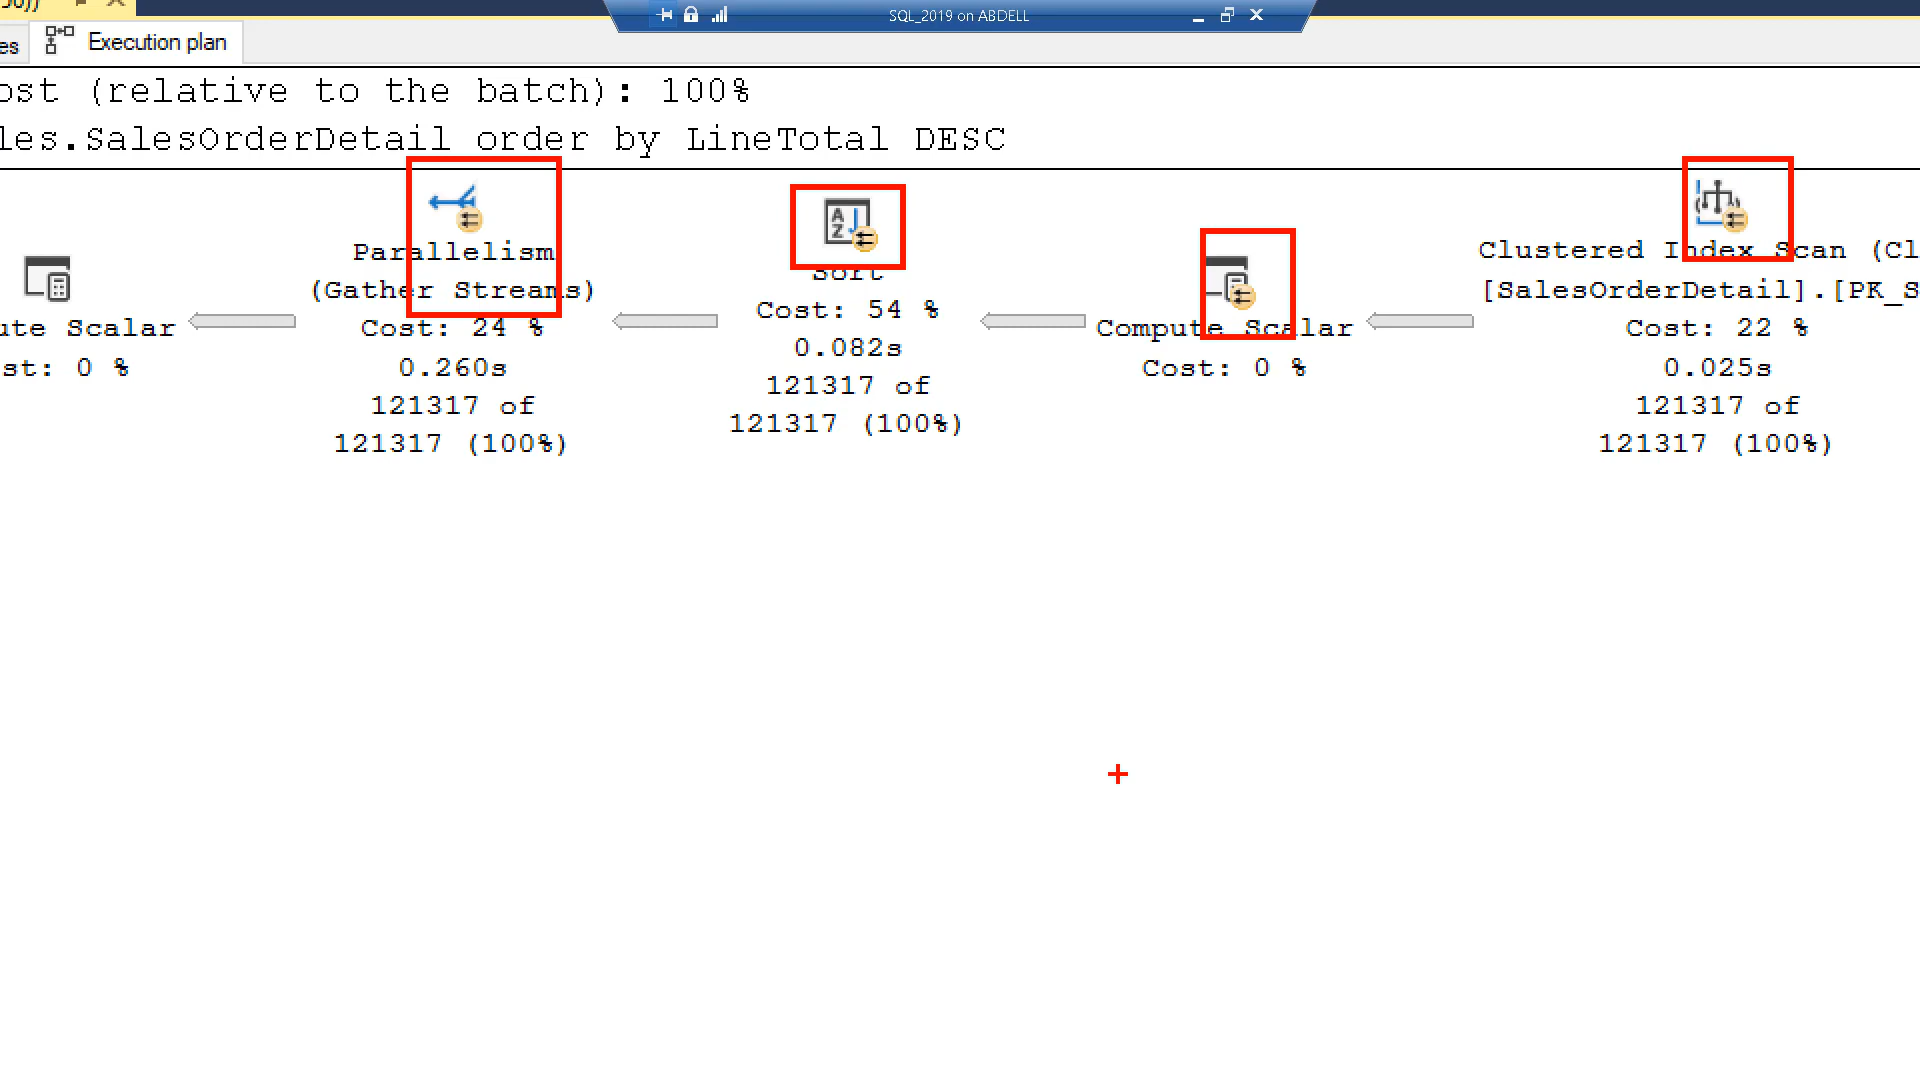 SQL_2019 on ABDELL
es
Execution plan
ost (relative to the batch): 100%
les.SalesOrderDetail order by LineTotal DESC
ute Scalar
st: 0 %
Parallelism
(Gather Streams)
Cost: 24 %
0.260s
121317 of
121317 (100%)
Sort
Cost: 54 %
0.082s
121317 of
121317 (100%)
Compute Scalar
Cost: 0 %
Clustered Index Scan (Cl
[SalesOrderDetail].[PK_S
Cost: 22 %
0.025s
121317 of
121317 (100%)